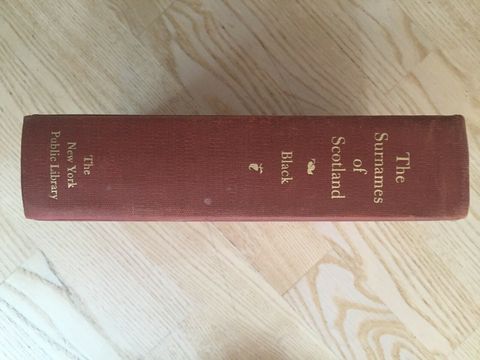 The
Surnames
of
Scotland
Black
The
New York
Public Library